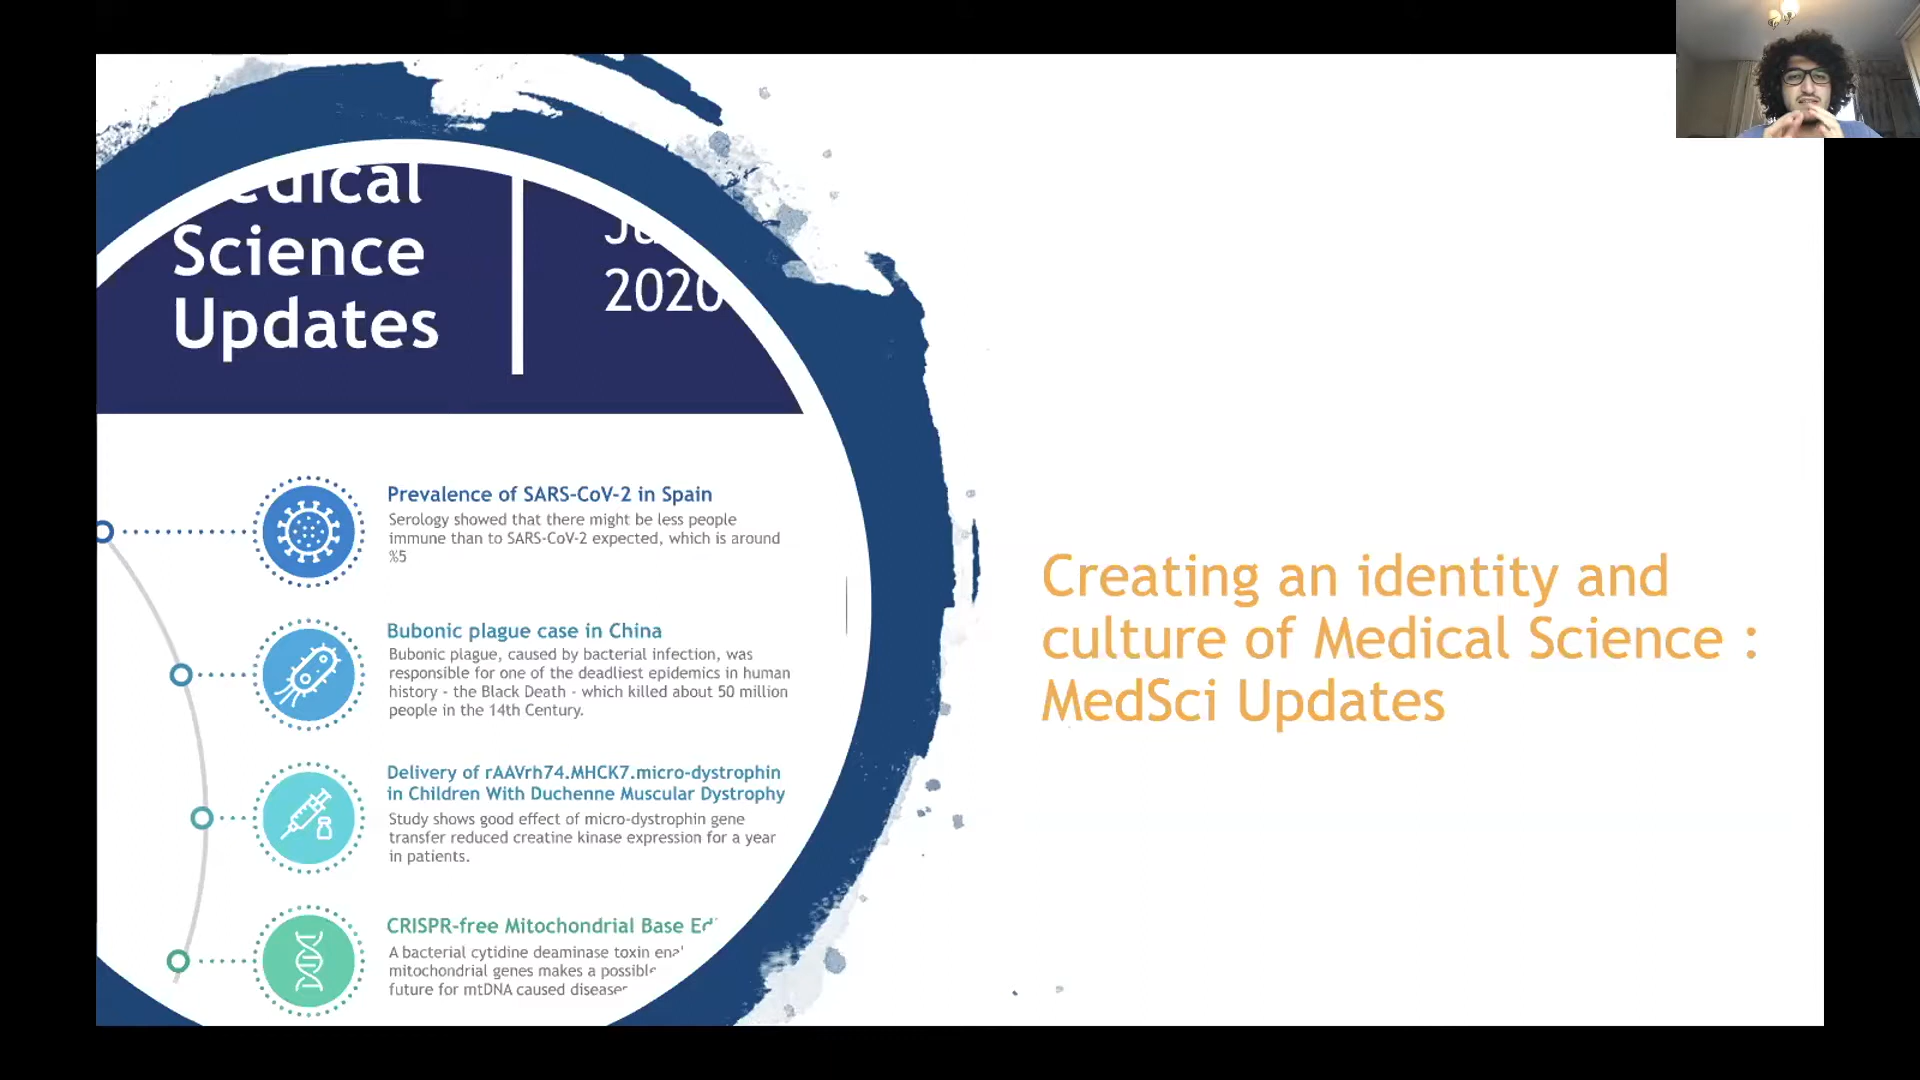 Science
Updates
2020
Prevalence of SARS-CoV-2 in Spain
Serology showed that there might be less people
immune than to SARS-CoV-2 expected, which is around
%5
Bubonic plague case in China
Bubonic plague, caused by bacterial infection, was
responsible for one of the deadliest epidemics in human
history - the Black Death - which killed about 50 million
people in the 14th Century.
Delivery of rAAVrh74.MHCK7.micro-dystrophin
in Children With Duchenne Muscular Dystrophy
Study shows good effect of micro-dystrophin gene
transfer reduced creatine kinase expression for a year
in patients.
CRISPR-free Mitochondrial Base
A bacterial cytidine deaminase toxin
mitochondrial genes makes a possible
future for mtDNA caused diseases
Creating an identity and
culture of Medical Science :
MedSci Updates